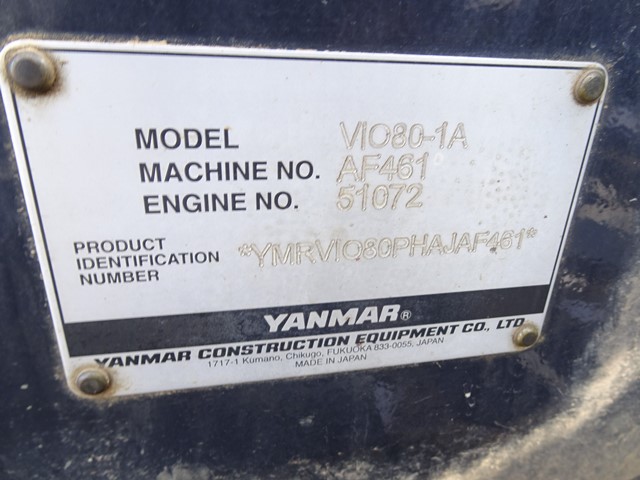 MODEL VIO80-1A
MACHINE NO. AF461
ENGINE NO. 51072
PRODUCT
IDENTIFICATION
NUMBER
*YMRVIO80PHAJAF461*
YANMAR®
YANMAR CONSTRUCTION EQUIPMENT CO., LTD
1717-1 Kumano, Chikugo, FUKUOKA 833-0055, JAPAN
MADE IN JAPAN